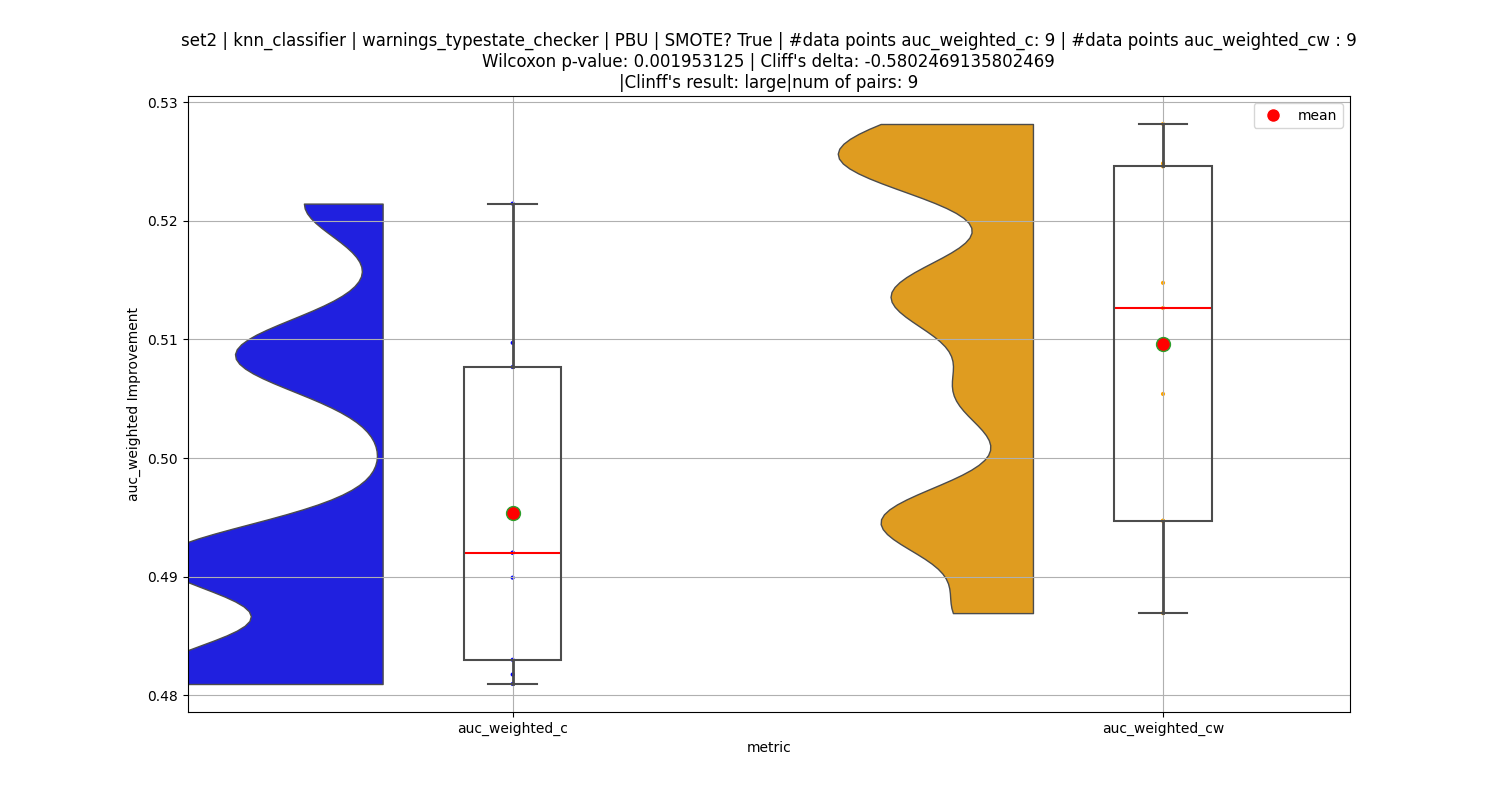 set2 | knn_classifier | warnings_typestate_checker | PBU | SMOTE? True | #data points auc_weighted_c: 9 | #data points auc_weighted_cw : 9
Wilcoxon p-value: 0.001953125 | Cliff's delta: -0.5802469135802469
|Clinff's result: large|num of pairs: 9
mean
0.53
0.52
0.51
0.50
0.49
0.48
auc_weighted Improvement
auc_weighted_c
auc_weighted_cw
metric